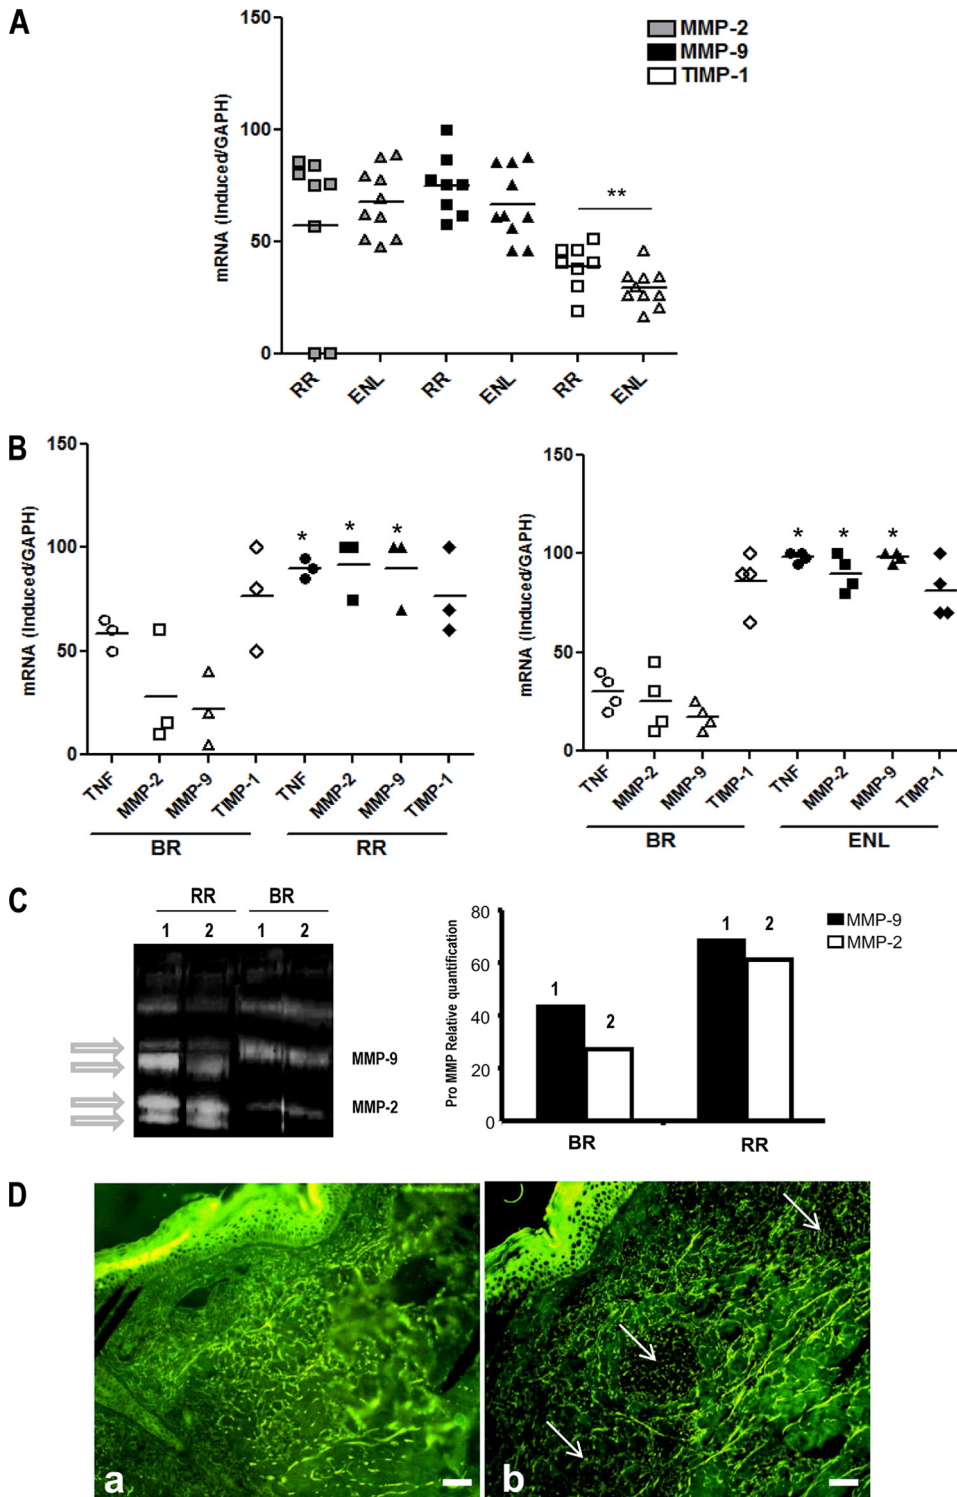 A
150
100
50
0
mRNA (Induced/GAPH)
MMP-2
MMP-9
TIMP-1
**
RR ENL RR ENL RR ENL
B
150
100
50
0
mRNA (Induced/GAPH)
* * *
TNF MMP-2 MMP-9 TIMP-1 TNF MMP-2 MMP-9 TIMP-1
BR RR
150
100
50
0
mRNA (Induced/GAPH)
* * *
TNF MMP-2 MMP-9 TIMP-1 TNF MMP-2 MMP-9 TIMP-1
BR ENL
C
RR BR
1 2 1 2
MMP-9
MMP-2
80
60
40
20
0
Pro MMP Relative quantification
1 2
1 2
BR RR
MMP-9
MMP-2
D
a
b